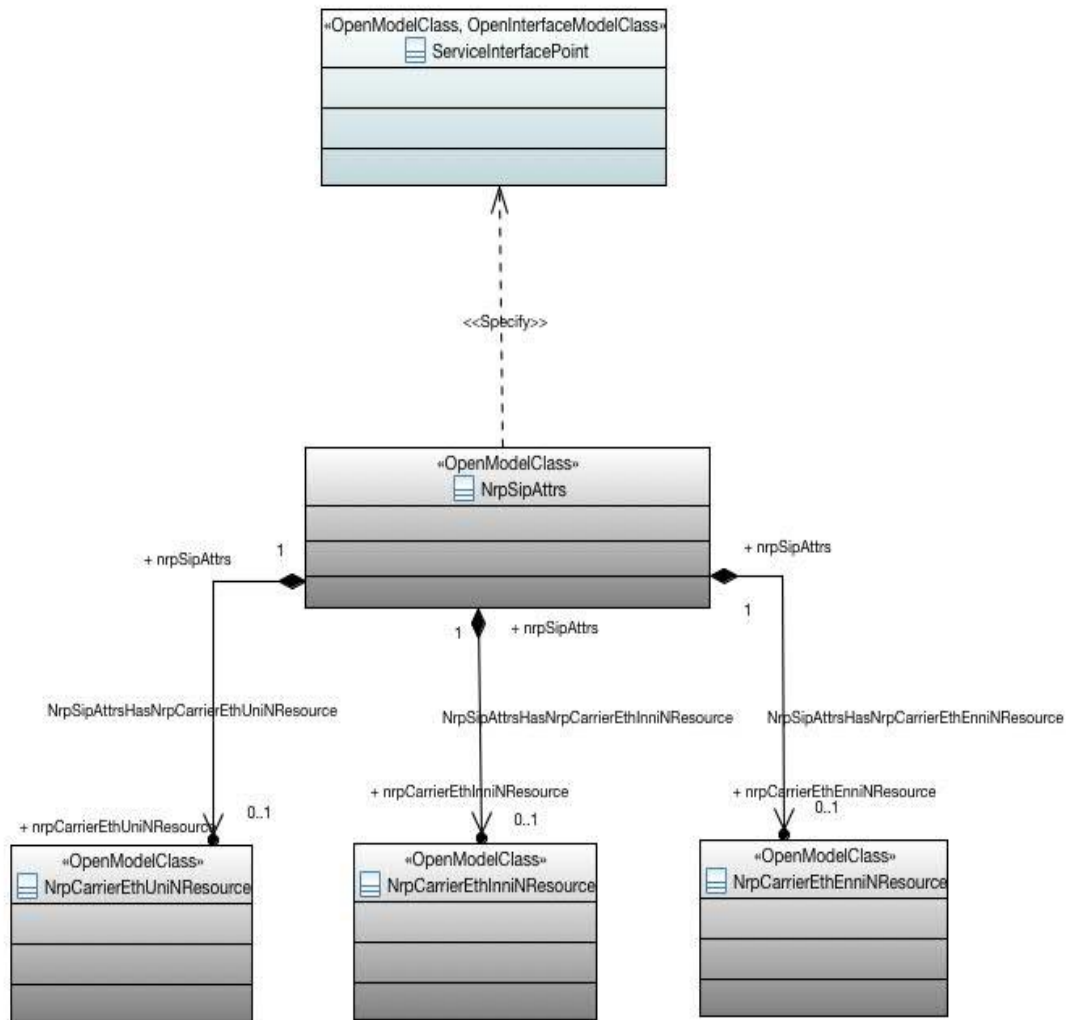 «OpenModelClass, OpenInterfaceModelClass»
ServiceInterfacePoint
<<Specify>>
«OpenModelClass»
NrpSipAttrs
+ nrpSipAttrs
1
+ nrpSipAttrs
1
1
+ nrpSipAttrs
NrpSipAttrsHasNrpCarrierEthUniNResource
NrpSipAttrsHasNrpCarrierEthInniNResource
NrpSipAttrsHasNrpCarrierEthEnniNResource
+ nrpCarrierEthUniNResource
0..1
+ nrpCarrierEthInniNResource
0..1
+ nrpCarrierEthEnniNResource
0..1
«OpenModelClass»
NrpCarrierEthUniNResource
«OpenModelClass»
NrpCarrierEthInniNResource
«OpenModelClass»
NrpCarrierEthEnniNResource